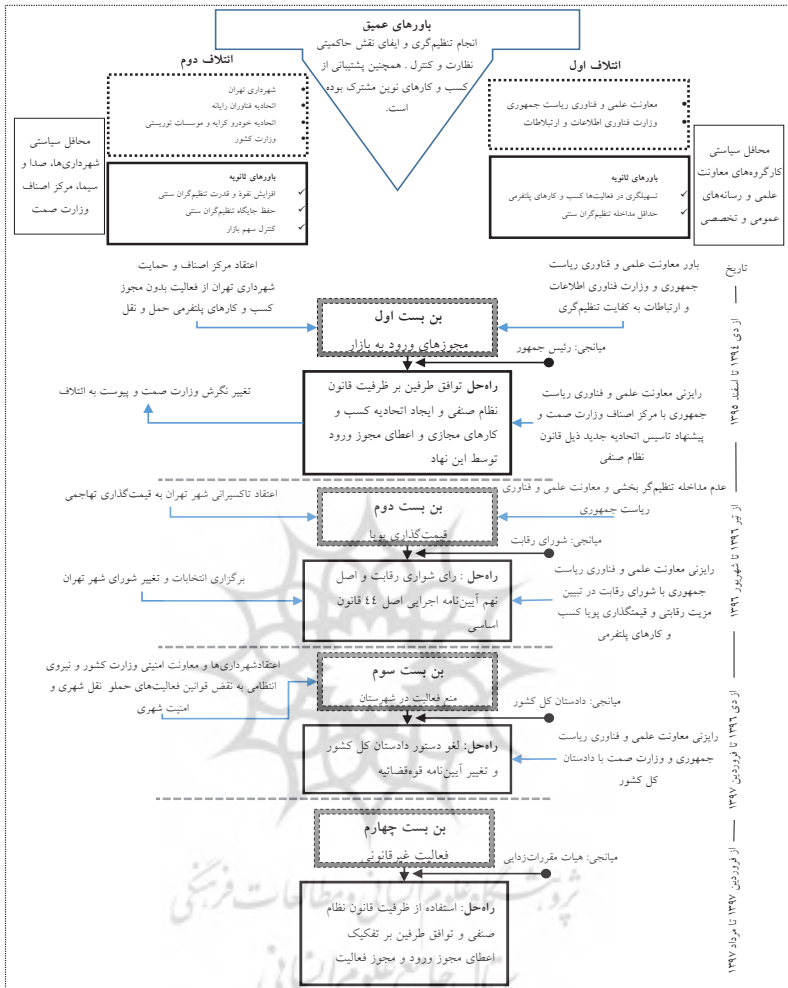 باورهای عمیق
انجام تنظیم‌گری و ایفای نقش حاکمیتی
نظارت و کنترل . همچنین پشتیبانی از
کسب و کارهای نوین مشترک بوده
است.
ائتلاف اول
معاونت علمی و فناوری ریاست جمهوری
وزارت فناوری اطلاعات و ارتباطات
باورهای ثانویه
تسهیلگری در فعالیت‌ها کسب و کارهای پلتفرمی
حداقل مداخله تنظیم‌گران سنتی
محافل سیاستی
کارگروه‌های معاونت
علمی و رسانه‌های
عمومی و تخصصی
ائتلاف دوم
شهرداری تهران
اتحادیه فناوران رایانه
اتحادیه خودرو کرایه و موسسات توریستی
وزارت کشور
باورهای ثانویه
افزایش نفوذ و قدرت تنظیم‌گران سنتی
حفظ جایگاه تنظیم‌گران سنتی
کنترل سهم بازار
محافل سیاستی
شهرداری‌ها، صدا و
سیما، مرکز اصناف
وزارت صمت
تاریخ
از دی ۱۳۹٤ تا اسفند ۱۳۹٥
باور معاونت علمی و فناوری ریاست
جمهوری و وزارت فناوری اطلاعات
و ارتباطات به کفایت تنظیم‌گری
بن بست اول
مجوزهای ورود به بازار
اعتقاد مرکز اصناف و حمایت
شهرداری تهران از فعالیت بدون مجوز
کسب و کارهای پلتفرمی حمل و نقل
میانجی: رئیس جمهور
رایزنی معاونت علمی و فناوری ریاست
جمهوری با مرکز اصناف وزارت صمت و
پیشنهاد تاسیس اتحادیه جدید ذیل قانون
نظام صنفی
راه‌حل توافق طرفین بر ظرفیت قانون
نظام صنفی و ایجاد اتحادیه کسب و
کارهای مجازی و اعطای مجوز ورود
توسط این نهاد
تغییر نگرش وزارت صمت و پیوست به ائتلاف
از تیر ۱۳۹٦ تا شهریور ۱۳۹٦
عدم مداخله تنظیم‌گر بخشی و معاونت علمی و فناوری
ریاست جمهوری
بن بست دوم
قیمت‌گذاری پویا
اعتقاد تاکسیرانی شهر تهران به قیمت‌گذاری تهاجمی
میانجی: شورای رقابت
رایزنی معاونت علمی و فناوری ریاست
جمهوری با شورای رقابت در تبیین
مزیت رقابتی و قیمتگذاری پویا کسب
و کارهای پلتفرمی
راه‌حل : رای شواری رقابت و اصل
نهم آیین‌نامه اجرایی اصل ٤٤ قانون
اساسی
برگزاری انتخابات و تغییر شورای شهر تهران
از دی ۱۳۹٦ تا فروردین ۱۳۹۷
بن بست سوم
منع فعالیت در شهرستان
اعتقادشهرداری‌ها و معاونت امنیتی وزارت کشور و نیروی
انتظامی به نقض قوانین فعالیت‌های حملو نقل شهری و
امنیت شهری
میانجی: دادستان کل کشور
رایزنی معاونت علمی و فناوری ریاست
جمهوری و وزارت صمت با دادستان
کل کشور
راه‌حل: لغو دستور دادستان کل کشور
و تغییر آیین‌نامه قوه‌قضائیه
از فروردین ۱۳۹۷ تا مرداد ۱۳۹۷
بن بست چهارم
فعالیت غیرقانونی
میانجی: هیات مقررات‌زدایی
راه‌حل: استفاده از ظرفیت قانون نظام
صنفی و توافق طرفین بر تفکیک
اعطای مجوز ورود و مجوز فعالیت
پژوهشگاه علوم انسانی و مطالعات فرهنگی
پرتال جامع علوم انسانی